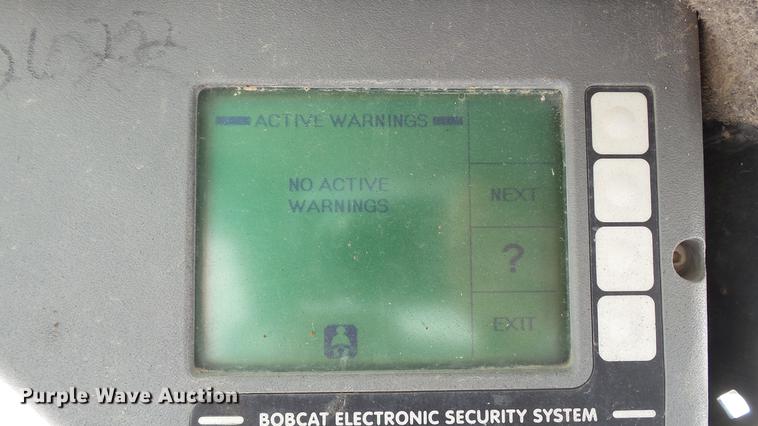 ACTIVE WARNINGS
NO ACTIVE
WARNINGS
NEXT
?
EXIT
Purple Wave Auction
BOBCAT ELECTRONIC SECURITY SYSTEM